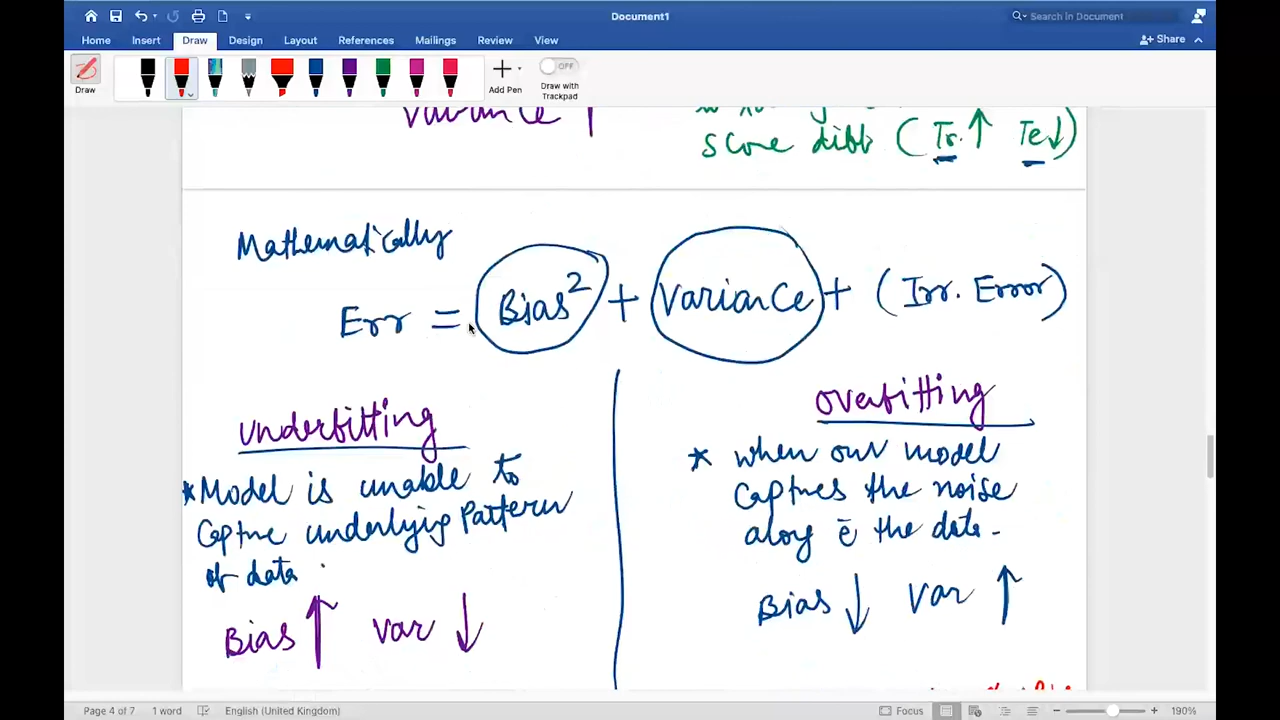 Document1
Search in Document
Home Insert Draw Design Layout References Mailings Review View
Share
Draw
Add Pen
OFF
Draw with Trackpad
Variance ↑
score diff (Tr.↑ Te↓)
Mathematically
Err = Bias² + Variance + (Irr. Error)
Underfitting
* Model is unable to
Capture underlying Pattern
of data.
Bias ↑ Var ↓
Overfitting
* when our model
Captures the noise
along c̄ the data.
Bias ↓ Var ↑
Page 4 of 7 1 word English (United Kingdom) Focus 190%